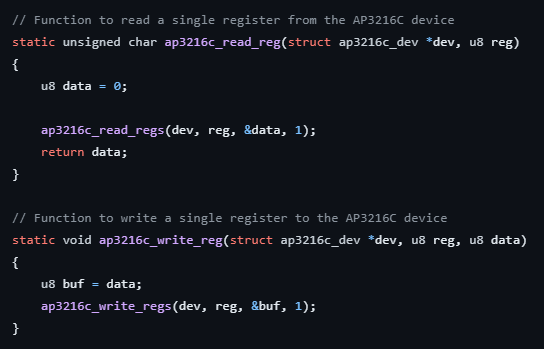 // Function to read a single register from the AP3216C device
static unsigned char ap3216c_read_reg(struct ap3216c_dev *dev, u8 reg)
{
    u8 data = 0;

    ap3216c_read_regs(dev, reg, &data, 1);
    return data;
}

// Function to write a single register to the AP3216C device
static void ap3216c_write_reg(struct ap3216c_dev *dev, u8 reg, u8 data)
{
    u8 buf = data;
    ap3216c_write_regs(dev, reg, &buf, 1);
}